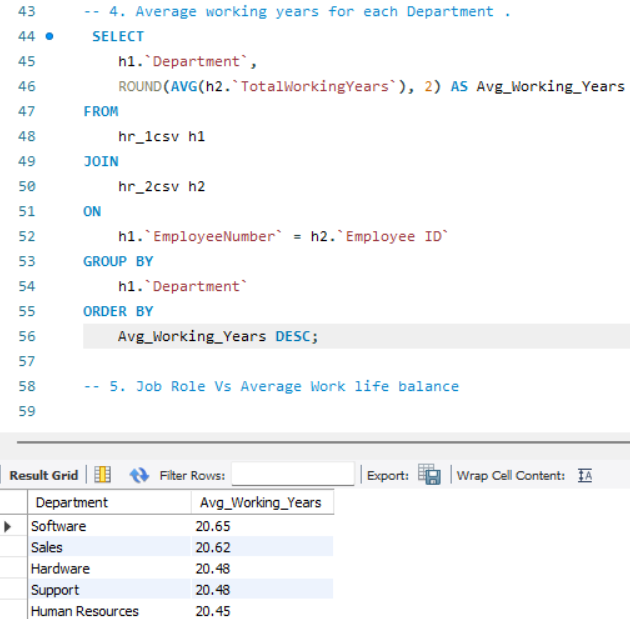 43 -- 4. Average working years for each Department .
44 SELECT
45 h1.`Department`,
46 ROUND(AVG(h2.`TotalWorkingYears`), 2) AS Avg_Working_Years
47 FROM
48 hr_1csv h1
49 JOIN
50 hr_2csv h2
51 ON
52 h1.`EmployeeNumber` = h2.`Employee ID`
53 GROUP BY
54 h1.`Department`
55 ORDER BY
56 Avg_Working_Years DESC;
57
58 -- 5. Job Role Vs Average Work life balance
59
Result Grid Filter Rows: Export: Wrap Cell Content:
Department Avg_Working_Years
Software 20.65
Sales 20.62
Hardware 20.48
Support 20.48
Human Resources 20.45